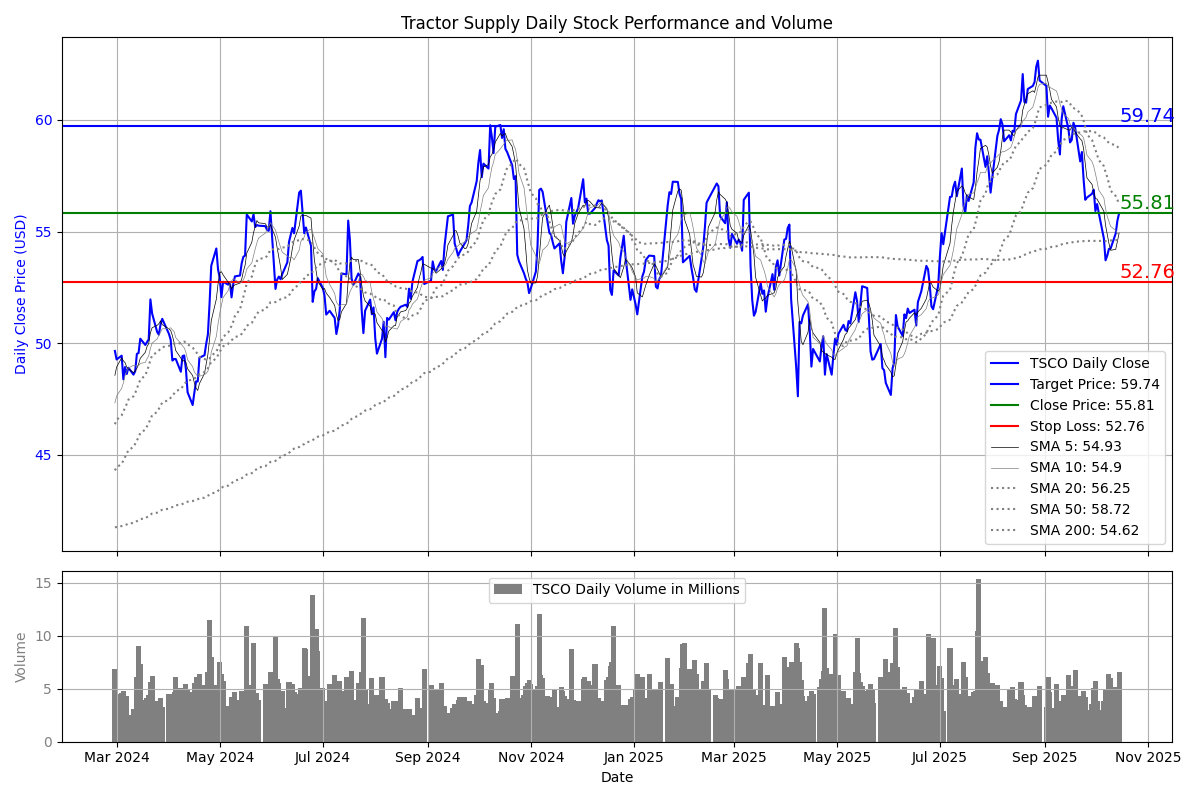 Tractor Supply Daily Stock Performance and Volume
Daily Close Price (USD)
60
55
50
45
59.74
55.81
52.76
TSCO Daily Close
Target Price: 59.74
Close Price: 55.81
Stop Loss: 52.76
SMA 5: 54.93
SMA 10: 54.9
SMA 20: 56.25
SMA 50: 58.72
SMA 200: 54.62
Volume
15
10
5
0
TSCO Daily Volume in Millions
Mar 2024 May 2024 Jul 2024 Sep 2024 Nov 2024 Jan 2025 Mar 2025 May 2025 Jul 2025 Sep 2025 Nov 2025
Date